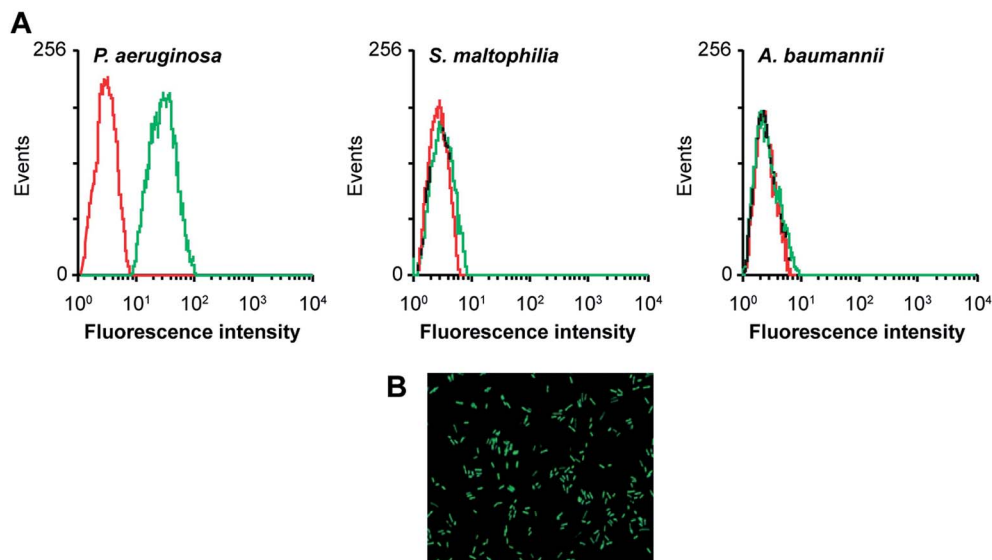 A
256
P. aeruginosa
Events
0
10⁰ 10¹ 10² 10³ 10⁴
Fluorescence intensity
256
S. maltophilia
Events
0
10⁰ 10¹ 10² 10³ 10⁴
Fluorescence intensity
256
A. baumannii
Events
0
10⁰ 10¹ 10² 10³ 10⁴
Fluorescence intensity
B